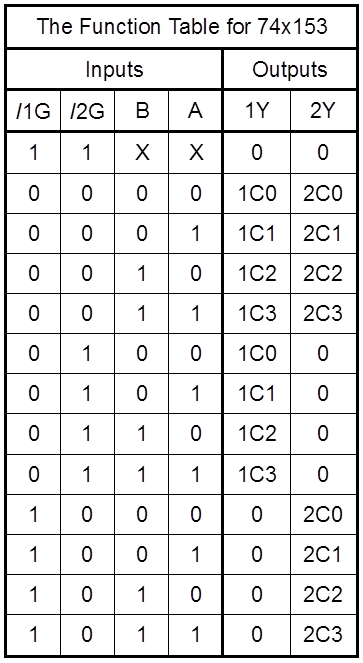 The Function Table for 74x153
Inputs Outputs
/1G /2G B A 1Y 2Y
1 1 X X 0 0
0 0 0 0 1C0 2C0
0 0 0 1 1C1 2C1
0 0 1 0 1C2 2C2
0 0 1 1 1C3 2C3
0 1 0 0 1C0 0
0 1 0 1 1C1 0
0 1 1 0 1C2 0
0 1 1 1 1C3 0
1 0 0 0 0 2C0
1 0 0 1 0 2C1
1 0 1 0 0 2C2
1 0 1 1 0 2C3